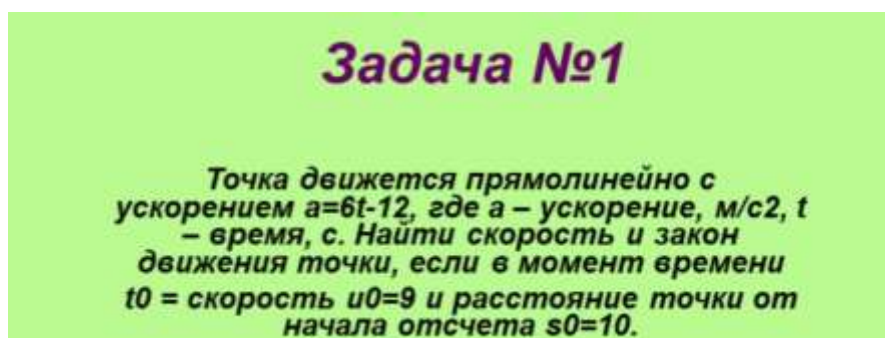 Задача №1
Точка движется прямолинейно с
ускорением a=6t-12, где a – ускорение, м/с2, t
– время, с. Найти скорость и закон
движения точки, если в момент времени
t0 = скорость u0=9 и расстояние точки от
начала отсчета s0=10.